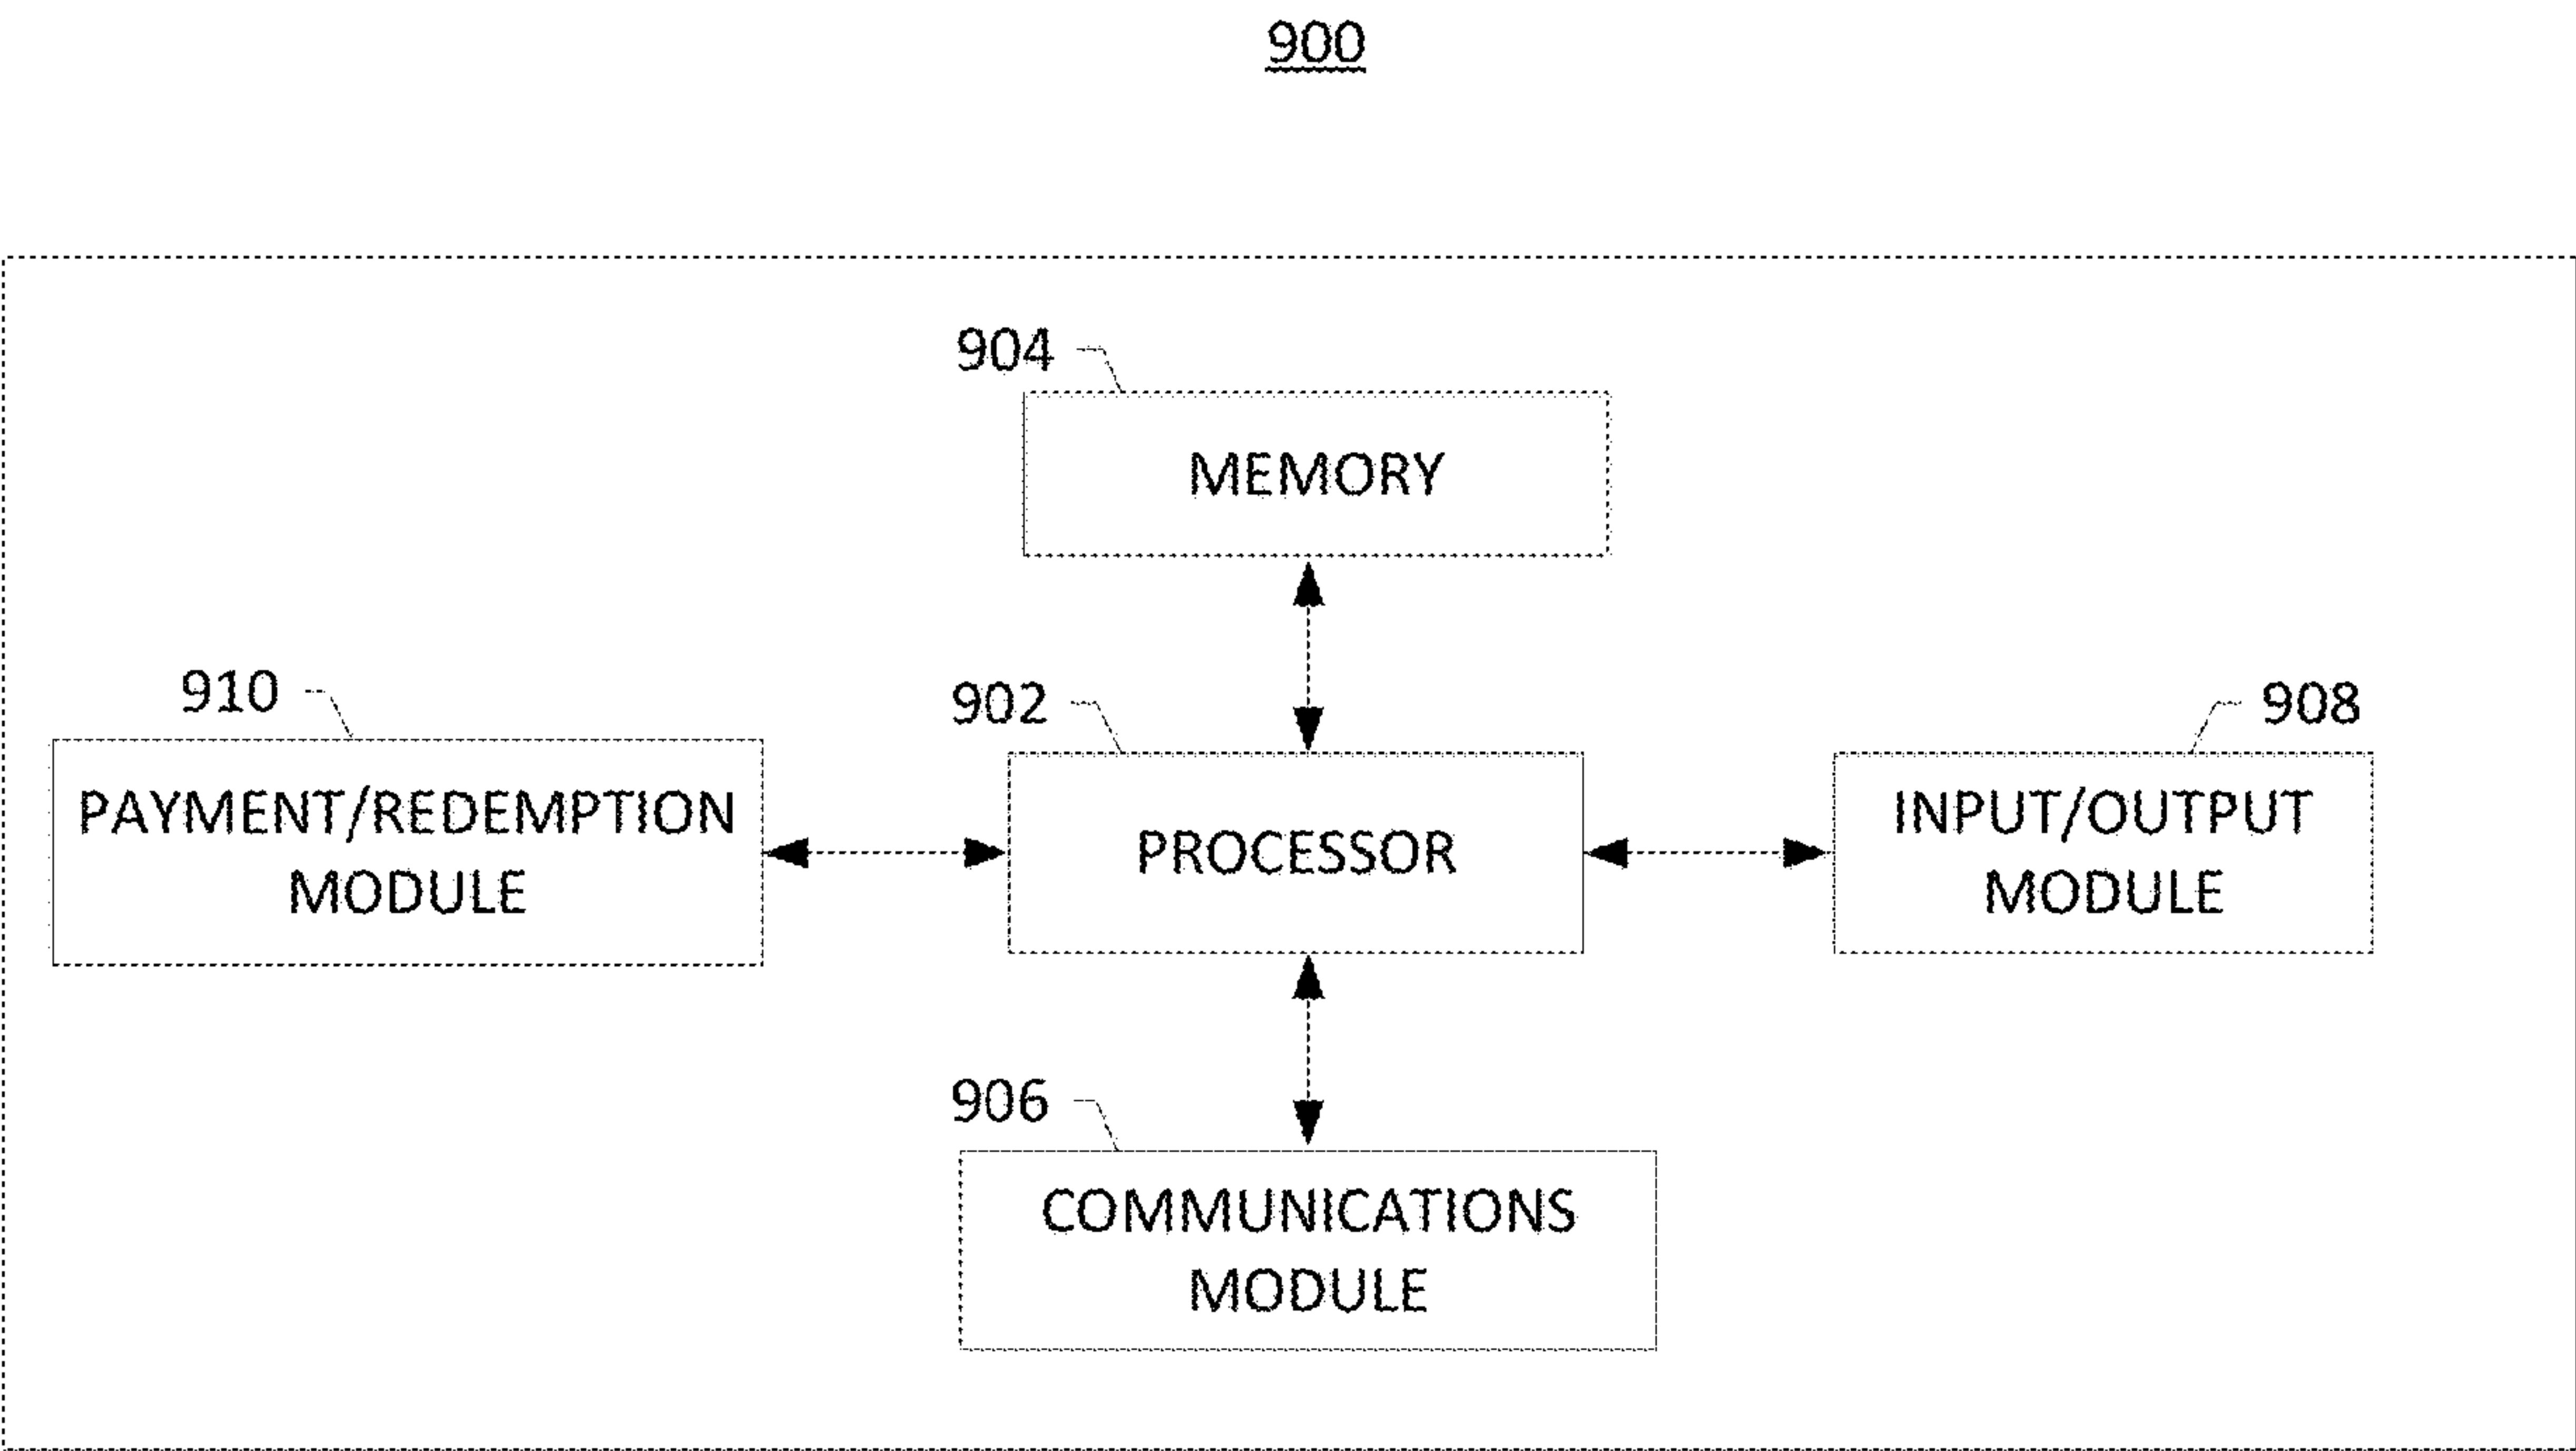 900
904
MEMORY
910
PAYMENT/REDEMPTION
MODULE
902
PROCESSOR
908
INPUT/OUTPUT
MODULE
906
COMMUNICATIONS
MODULE